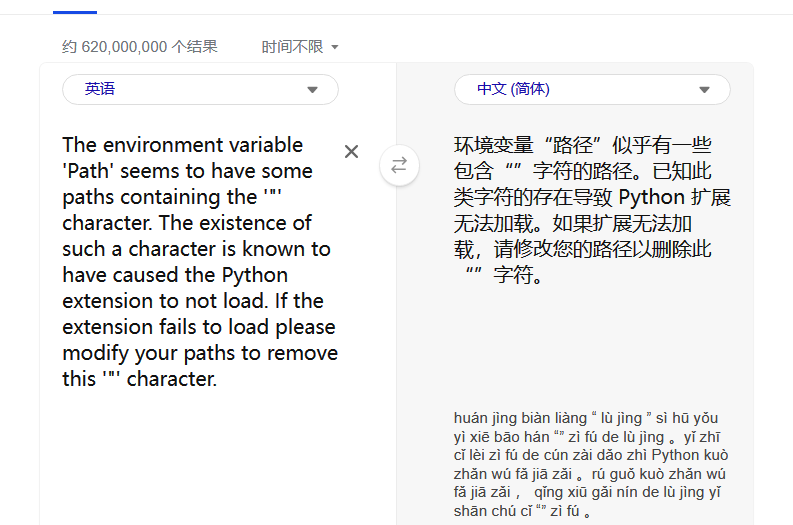 约 620,000,000 个结果 时间不限
英语
中文 (简体)
The environment variable
'Path' seems to have some
paths containing the '"'
character. The existence of
such a character is known to
have caused the Python
extension to not load. If the
extension fails to load please
modify your paths to remove
this '"' character.
环境变量“路径”似乎有一些
包含“”字符的路径。已知此
类字符的存在导致 Python 扩展
无法加载。如果扩展无法加
载，请修改您的路径以删除此
“”字符。
huán jìng biàn liàng “ lù jìng ” sì hū yǒu
yì xiē bāo hán “” zì fú de lù jìng 。yǐ zhī
cǐ lèi zì fú de cún zài dǎo zhì Python kuò
zhǎn wú fǎ jiā zǎi 。rú guǒ kuò zhǎn wú
fǎ jiā zǎi ， qǐng xiū gǎi nín de lù jìng yǐ
shān chú cǐ “” zì fú 。